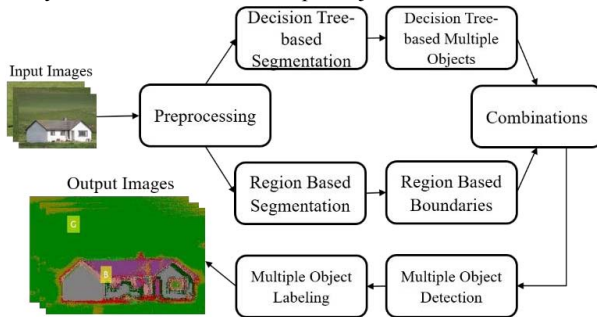 Decision Tree-
based
Segmentation
Decision Tree-
based Multiple
Objects
Input Images
Preprocessing
Combinations
Output Images
Region Based
Segmentation
Region Based
Boundaries
G
B
Multiple Object
Labeling
Multiple Object
Detection